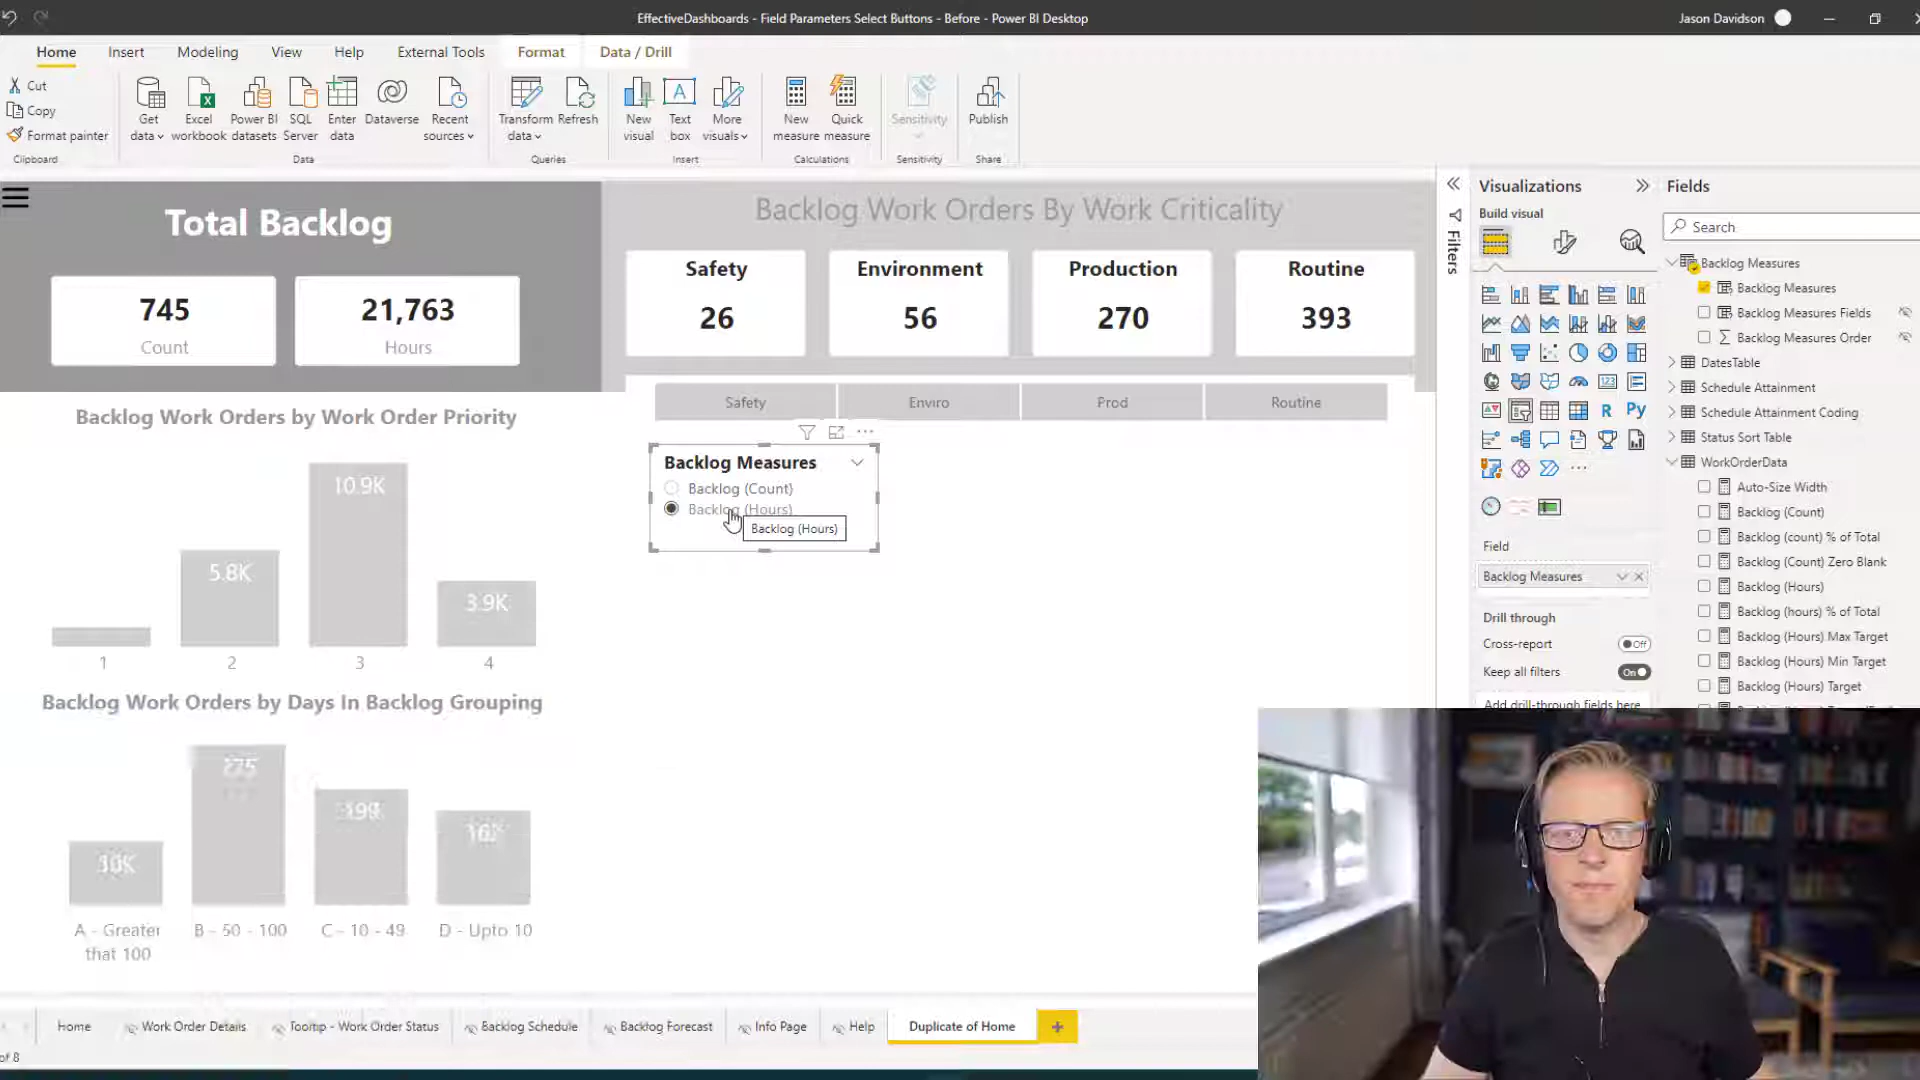 EffectiveDashboards - Field Parameters Select Buttons - Before - Power BI Desktop
Jason Davidson
Home
Insert
Modeling
View
Help
External Tools
Format
Data / Drill
Cut
Copy
Format painter
Clipboard
Get data
Excel workbook
Power BI datasets
SQL Server
Enter data
Dataverse
Recent sources
Data
Transform data
Refresh
Queries
New visual
Text box
More visuals
Insert
New measure
Quick measure
Calculations
Sensitivity
Sensitivity
Publish
Share
Total Backlog
745
Count
21,763
Hours
Backlog Work Orders By Work Criticality
Safety
26
Environment
56
Production
270
Routine
393
Safety
Enviro
Prod
Routine
Backlog Work Orders by Work Order Priority
10.9K
5.8K
3.9K
1
2
3
4
Backlog Measures
Backlog (Count)
Backlog (Hours)
Backlog (Hours)
Backlog Work Orders by Days In Backlog Grouping
A - Greater that 100
B - 50 - 100
C - 10 - 49
D - Upto 10
Filters
Visualizations
Build visual
R
Py
123
Field
Backlog Measures
Drill through
Cross-report
Off
Keep all filters
On
Add drill-through fields here
Fields
Search
Backlog Measures
Backlog Measures
Backlog Measures Fields
Backlog Measures Order
DatesTable
Schedule Attainment
Schedule Attainment Coding
Status Sort Table
WorkOrderData
Auto-Size Width
Backlog (Count)
Backlog (count) % of Total
Backlog (Count) Zero Blank
Backlog (Hours)
Backlog (hours) % of Total
Backlog (Hours) Max Target
Backlog (Hours) Min Target
Backlog (Hours) Target
Home
Work Order Details
Tooltip - Work Order Status
Backlog Schedule
Backlog Forecast
Info Page
Help
Duplicate of Home
of 8